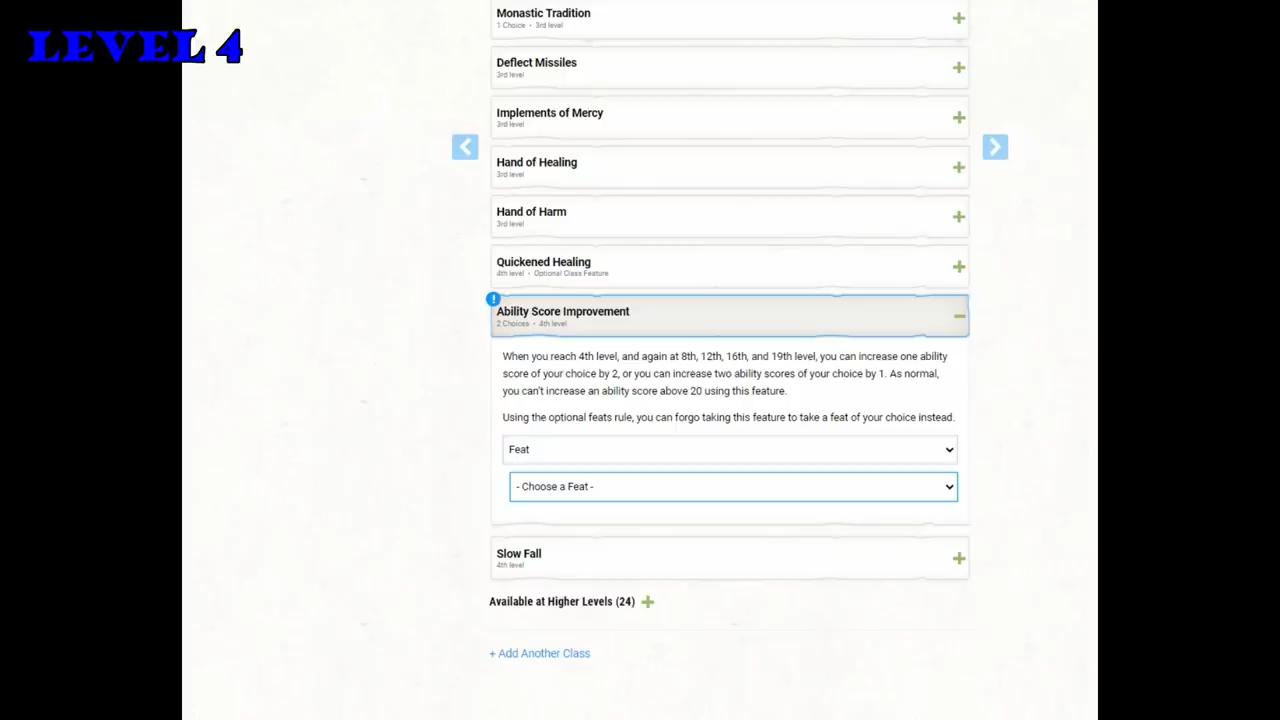 LEVEL 4
Monastic Tradition
1 Choice • 3rd level
Deflect Missiles
3rd level
Implements of Mercy
3rd level
Hand of Healing
3rd level
Hand of Harm
3rd level
Quickened Healing
4th level • Optional Class Feature
Ability Score Improvement
2 Choices • 4th level
When you reach 4th level, and again at 8th, 12th, 16th, and 19th level, you can increase one ability
score of your choice by 2, or you can increase two ability scores of your choice by 1. As normal,
you can't increase an ability score above 20 using this feature.
Using the optional feats rule, you can forgo taking this feature to take a feat of your choice instead.
Feat
- Choose a Feat -
Slow Fall
4th level
Available at Higher Levels (24)
+ Add Another Class